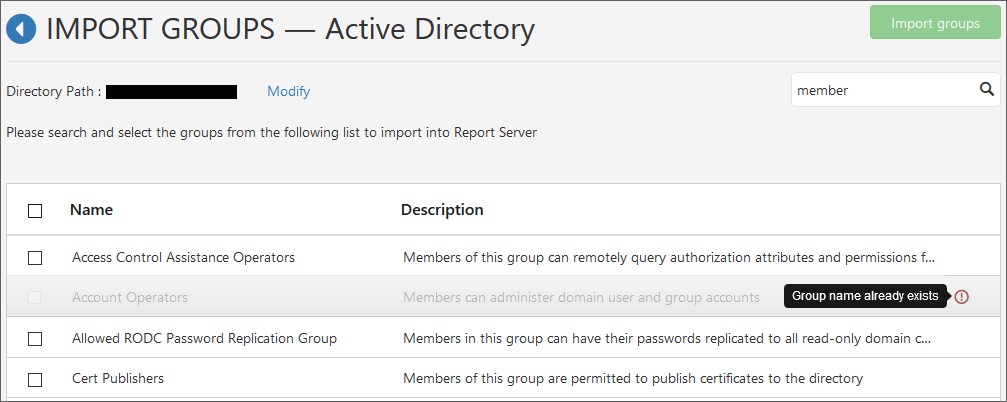 IMPORT GROUPS — Active Directory
Import groups
Directory Path :
Modify
member
Please search and select the groups from the following list to import into Report Server
Name Description
Access Control Assistance Operators Members of this group can remotely query authorization attributes and permissions f...
Account Operators Members can administer domain user and group accounts Group name already exists
Allowed RODC Password Replication Group Members in this group can have their passwords replicated to all read-only domain c...
Cert Publishers Members of this group are permitted to publish certificates to the directory